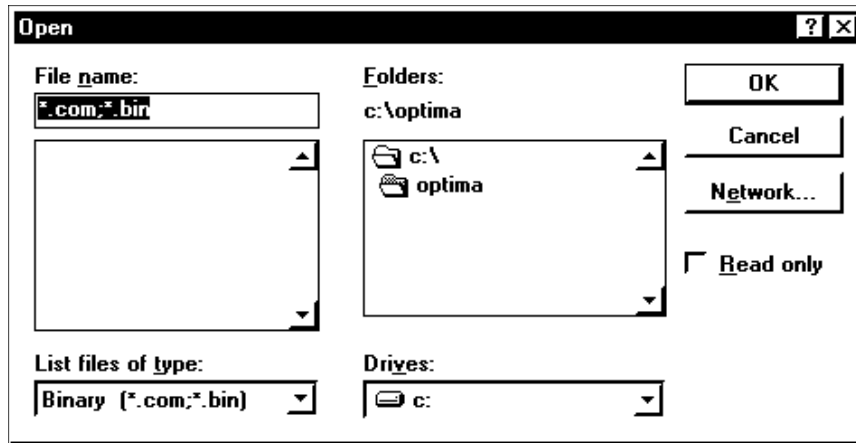 Open
File name:
*.com;*.bin
Folders:
c:\optima
c:\
optima
OK
Cancel
Network...
Read only
List files of type:
Binary (*.com;*.bin)
Drives:
c: